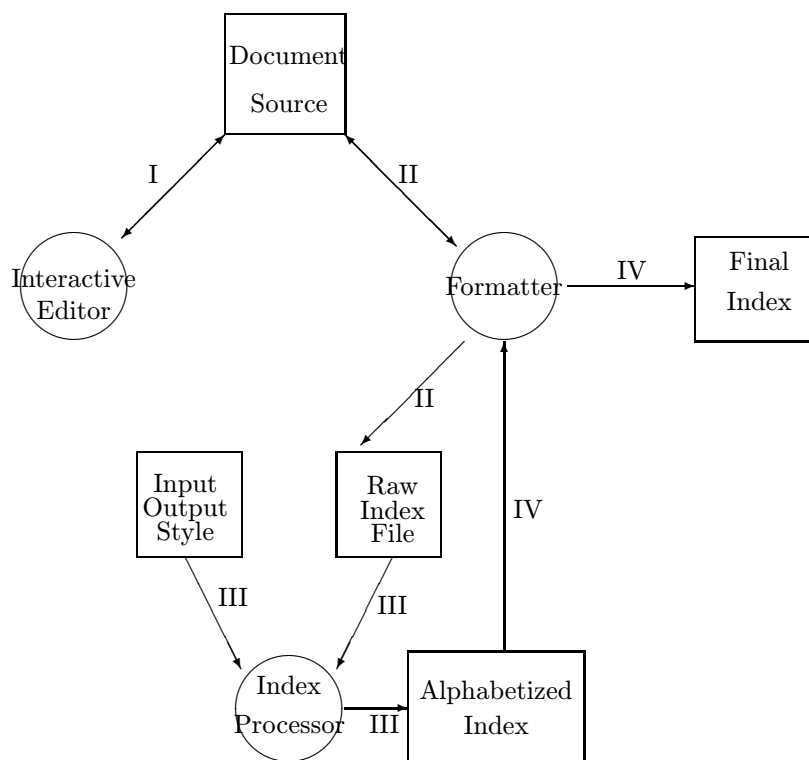 Document
Source
I
II
Interactive
Editor
Formatter
IV
Final
Index
II
Input
Output
Style
Raw
Index
File
IV
III
III
Index
Processor
III
Alphabetized
Index